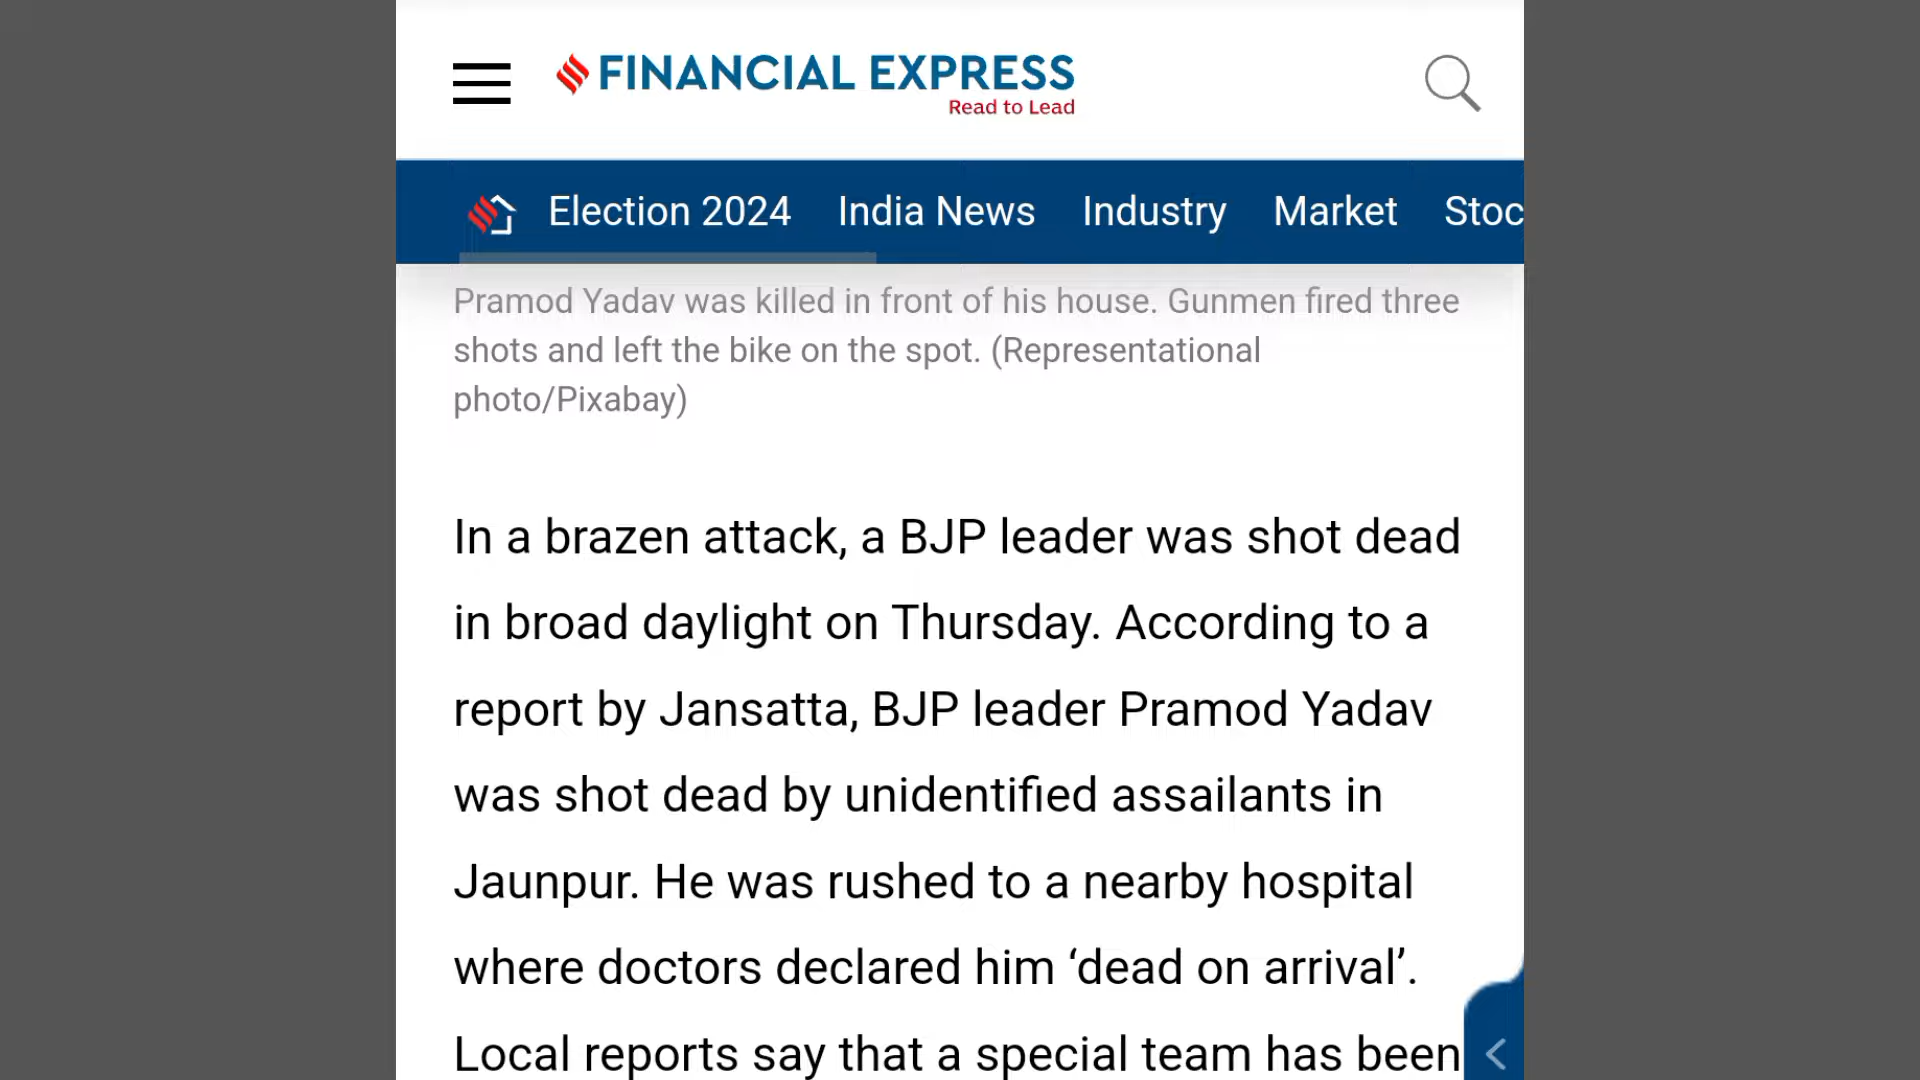 FINANCIAL EXPRESS
Read to Lead
Election 2024 India News Industry Market Stoc
Pramod Yadav was killed in front of his house. Gunmen fired three
shots and left the bike on the spot. (Representational
photo/Pixabay)
In a brazen attack, a BJP leader was shot dead
in broad daylight on Thursday. According to a
report by Jansatta, BJP leader Pramod Yadav
was shot dead by unidentified assailants in
Jaunpur. He was rushed to a nearby hospital
where doctors declared him ‘dead on arrival’.
Local reports say that a special team has been